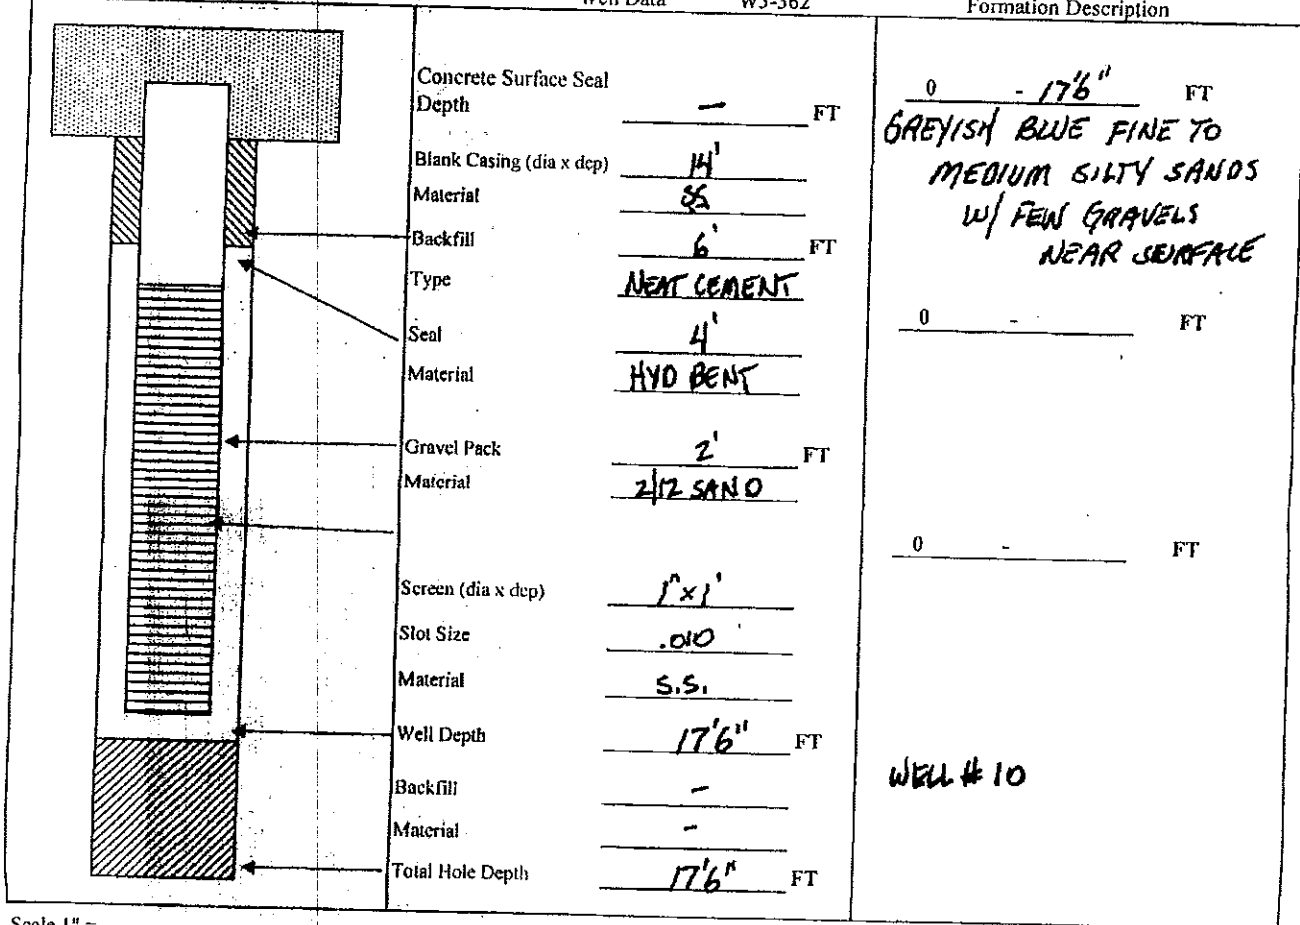 Well Data W5-362 Formation Description
Concrete Surface Seal
Depth - FT
Blank Casing (dia x dep) 14'
Material SS
Backfill 6' FT
Type NEAT CEMENT
Seal 4'
Material HYD BENT
Gravel Pack 2' FT
Material 2/12 SAND
Screen (dia x dep) 1" x 1'
Slot Size .010
Material S.S.
Well Depth 17'6" FT
Backfill -
Material -
Total Hole Depth 17'6" FT
0 - 17'6" FT
GREYISH BLUE FINE TO
MEDIUM SILTY SANDS
W/ FEW GRAVELS
NEAR SURFACE
0 - FT
0 - FT
WELL # 10
Scale 1" =